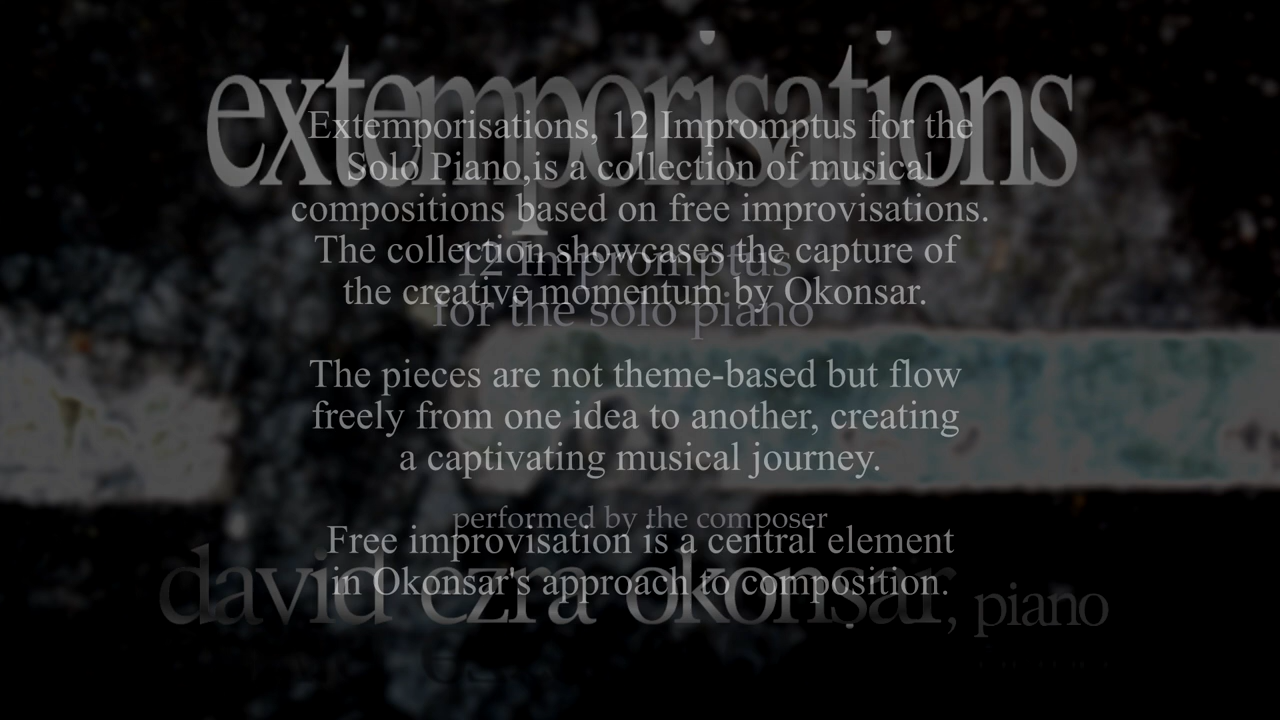 extemporisations
Extemporisations, 12 Impromptus for the
Solo Piano,is a collection of musical
compositions based on free improvisations.
The collection showcases the capture of
the creative momentum by Okonsar.
12 Impromptus
for the solo piano
The pieces are not theme-based but flow
freely from one idea to another, creating
a captivating musical journey.
performed by the composer
Free improvisation is a central element
in Okonsar's approach to composition.
david ezra okonsar, piano